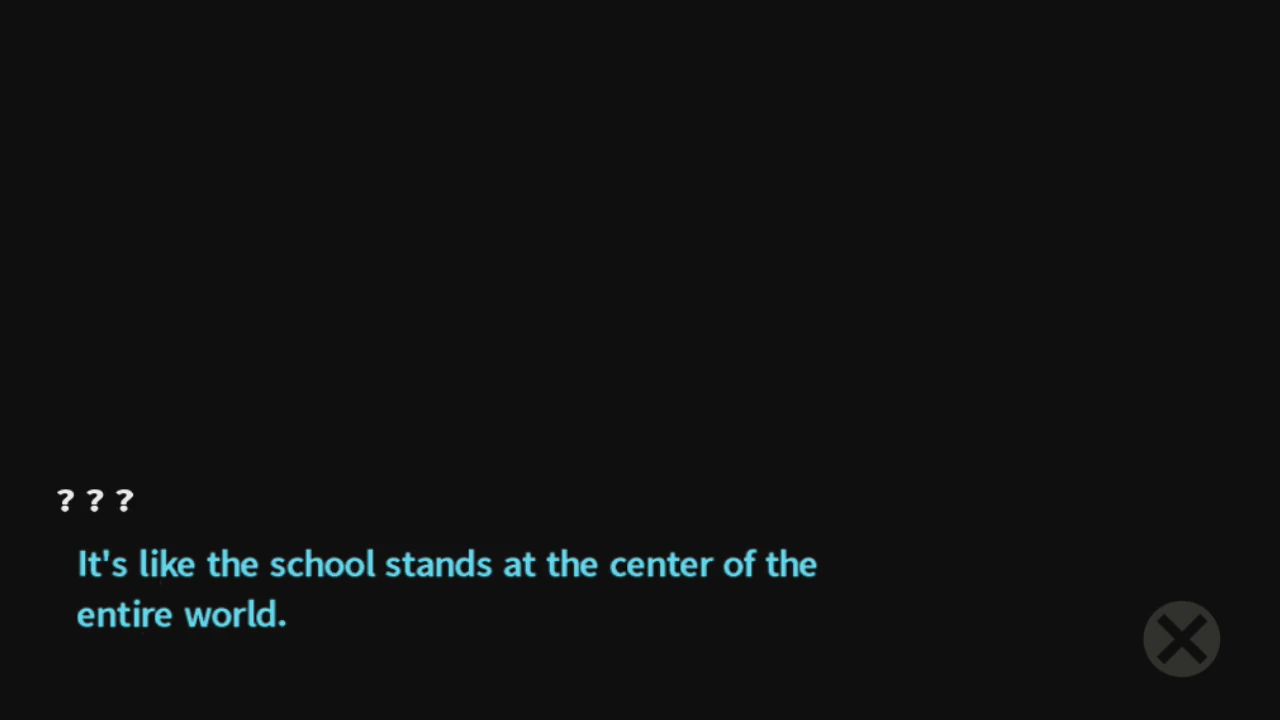 ? ? ?
It's like the school stands at the center of the
entire world.